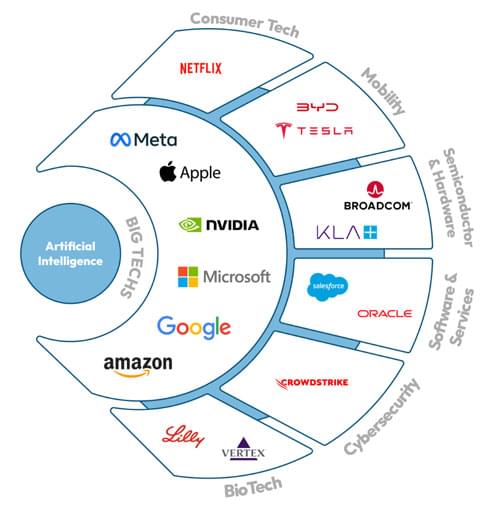 Consumer Tech
NETFLIX
Mobility
BYD
TESLA
Semiconductor
& Hardware
BROADCOM
KLA
Software &
Services
salesforce
ORACLE
Cybersecurity
CROWDSTRIKE
BioTech
Lilly
VERTEX
BIG TECHS
Meta
Apple
NVIDIA
Microsoft
Google
amazon
Artificial
Intelligence